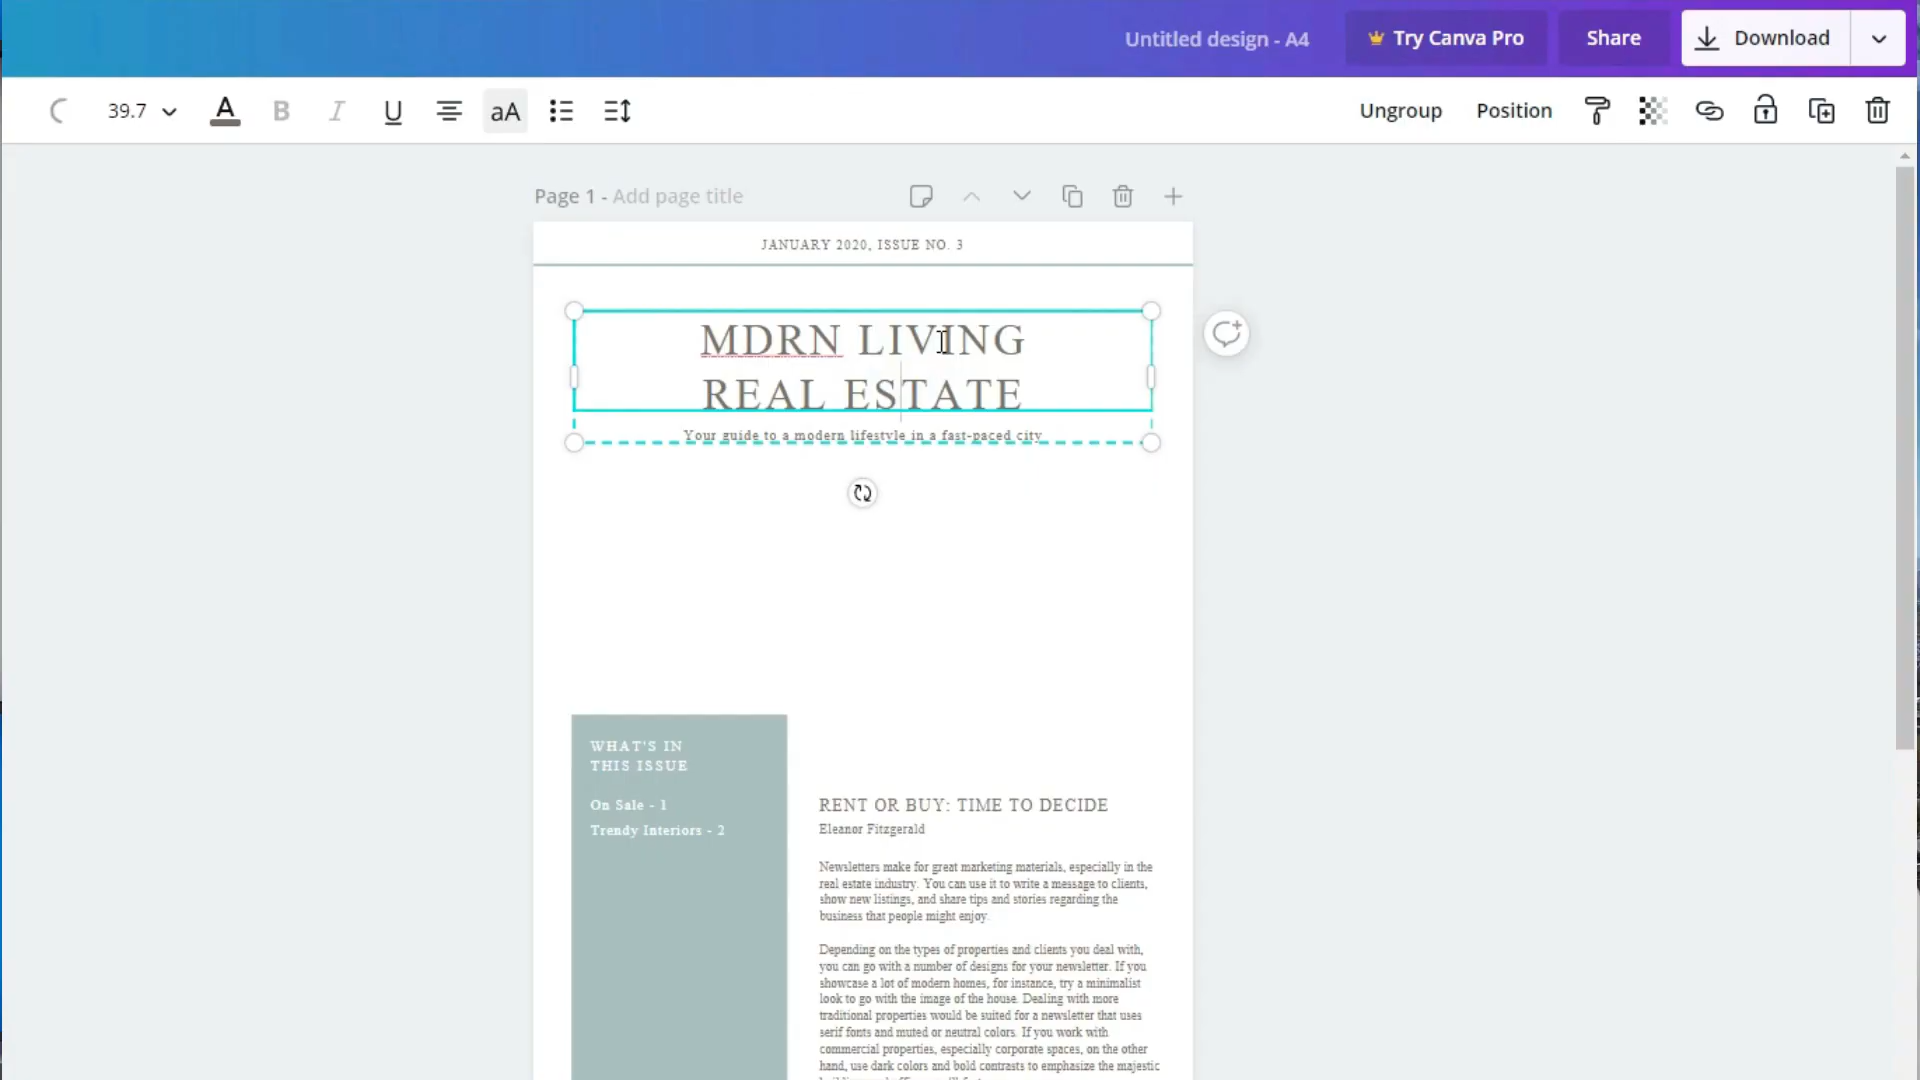 Untitled design - A4
Try Canva Pro
Share
Download
39.7
A
B
I
U
aA
Ungroup
Position
Page 1 - Add page title
JANUARY 2020, ISSUE NO. 3
MDRN LIVING
REAL ESTATE
Your guide to a modern lifestyle in a fast-paced city
WHAT'S IN
THIS ISSUE
On Sale - 1
Trendy Interiors - 2
RENT OR BUY: TIME TO DECIDE
Eleanor Fitzgerald
Newsletters make for great marketing materials, especially in the
real estate industry. You can use it to write a message to clients,
show new listings, and share tips and stories regarding the
business that people might enjoy.
Depending on the types of properties and clients you deal with,
you can go with a number of designs for your newsletter. If you
showcase a lot of modern homes, for instance, try a minimalist
look to go with the image of the house. Dealing with more
traditional properties would be suited for a newsletter that uses
serif fonts and muted or neutral colors. If you work with
commercial properties, especially corporate spaces, on the other
hand, use dark colors and bold contrasts to emphasize the majestic